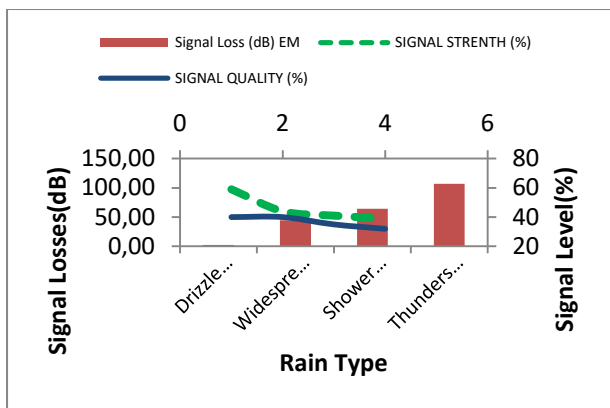 Signal Loss (dB) EM
SIGNAL STRENTH (%)
SIGNAL QUALITY (%)
0 2 4 6
150,00
100,00
50,00
0,00
80
60
40
20
Signal Losses(dB)
Signal Level(%)
Drizzle...
Widespre...
Shower...
Thunders...
Rain Type